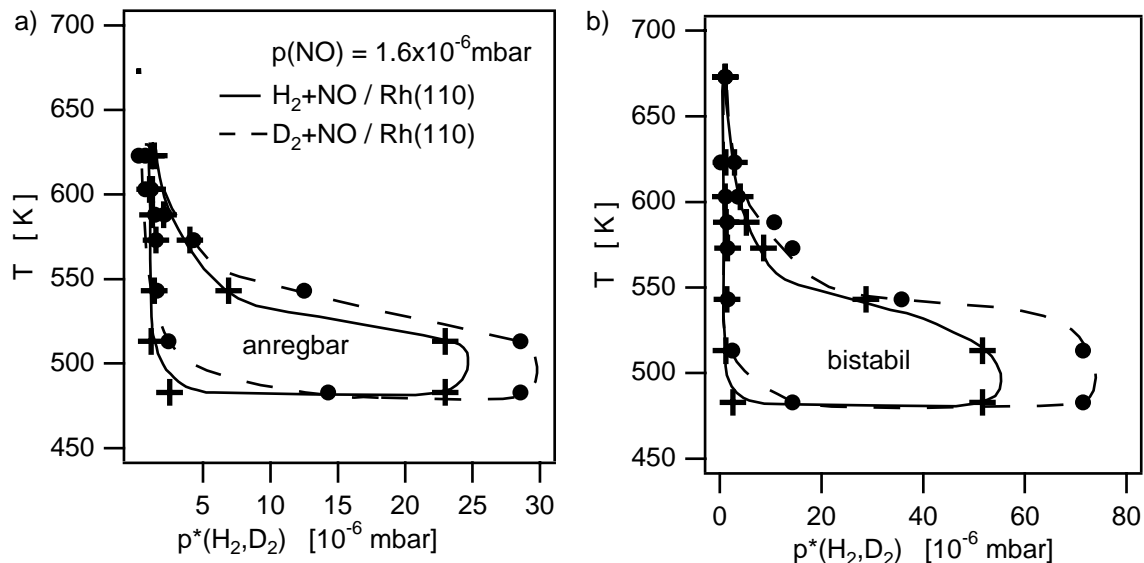 a)
700
650
600
550
500
450
T [ K ]
p(NO) = 1.6x10⁻⁶mbar
H₂+NO / Rh(110)
D₂+NO / Rh(110)
anregbar
5 10 15 20 25 30
p*(H₂,D₂) [10⁻⁶ mbar]
b)
700
650
600
550
500
450
T [ K ]
bistabil
0 20 40 60 80
p*(H₂,D₂) [10⁻⁶ mbar]